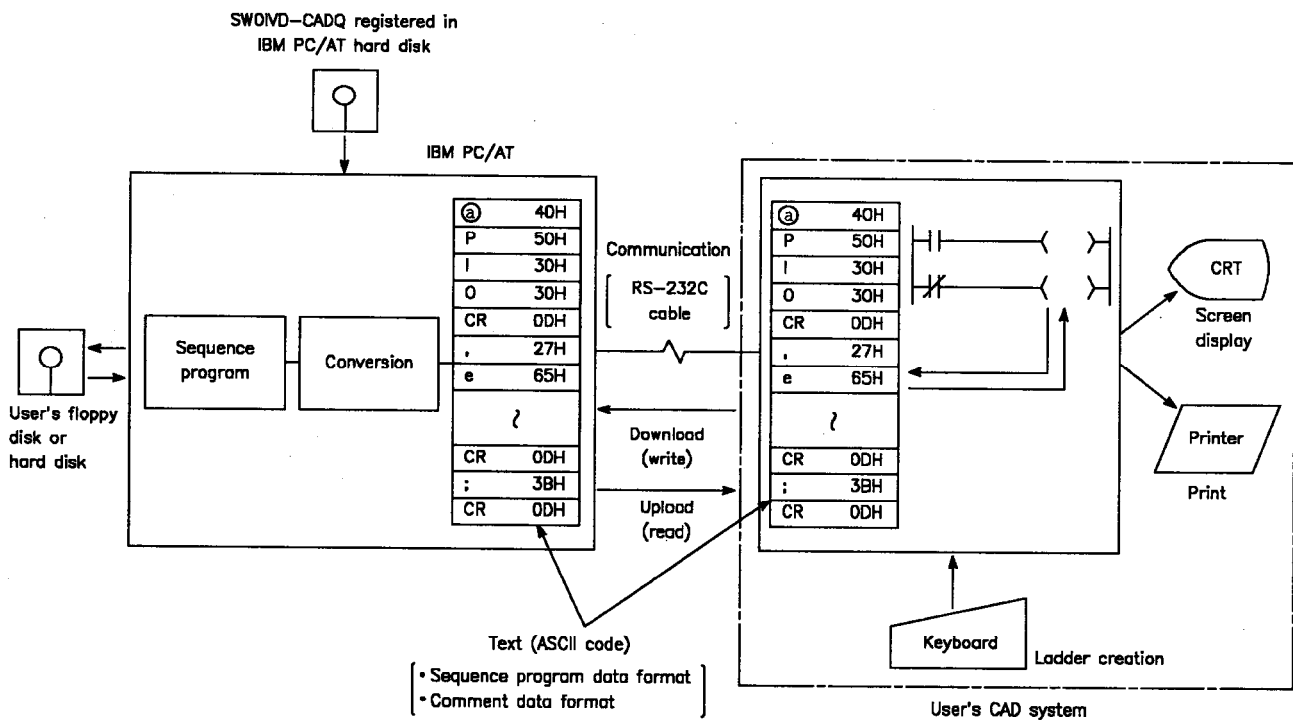 SW0IVD-CADQ registered in
IBM PC/AT hard disk
IBM PC/AT
ⓐ 40H
P 50H
I 30H
O 30H
CR 0DH
, 27H
e 65H
~
CR 0DH
; 3BH
CR 0DH
Sequence
program
Conversion
User's floppy
disk or
hard disk
Communication
RS-232C
cable
Download
(write)
Upload
(read)
ⓐ 40H
P 50H
I 30H
O 30H
CR 0DH
, 27H
e 65H
~
CR 0DH
; 3BH
CR 0DH
CRT
Screen
display
Printer
Print
Keyboard
Ladder creation
User's CAD system
Text (ASCII code)
• Sequence program data format
• Comment data format